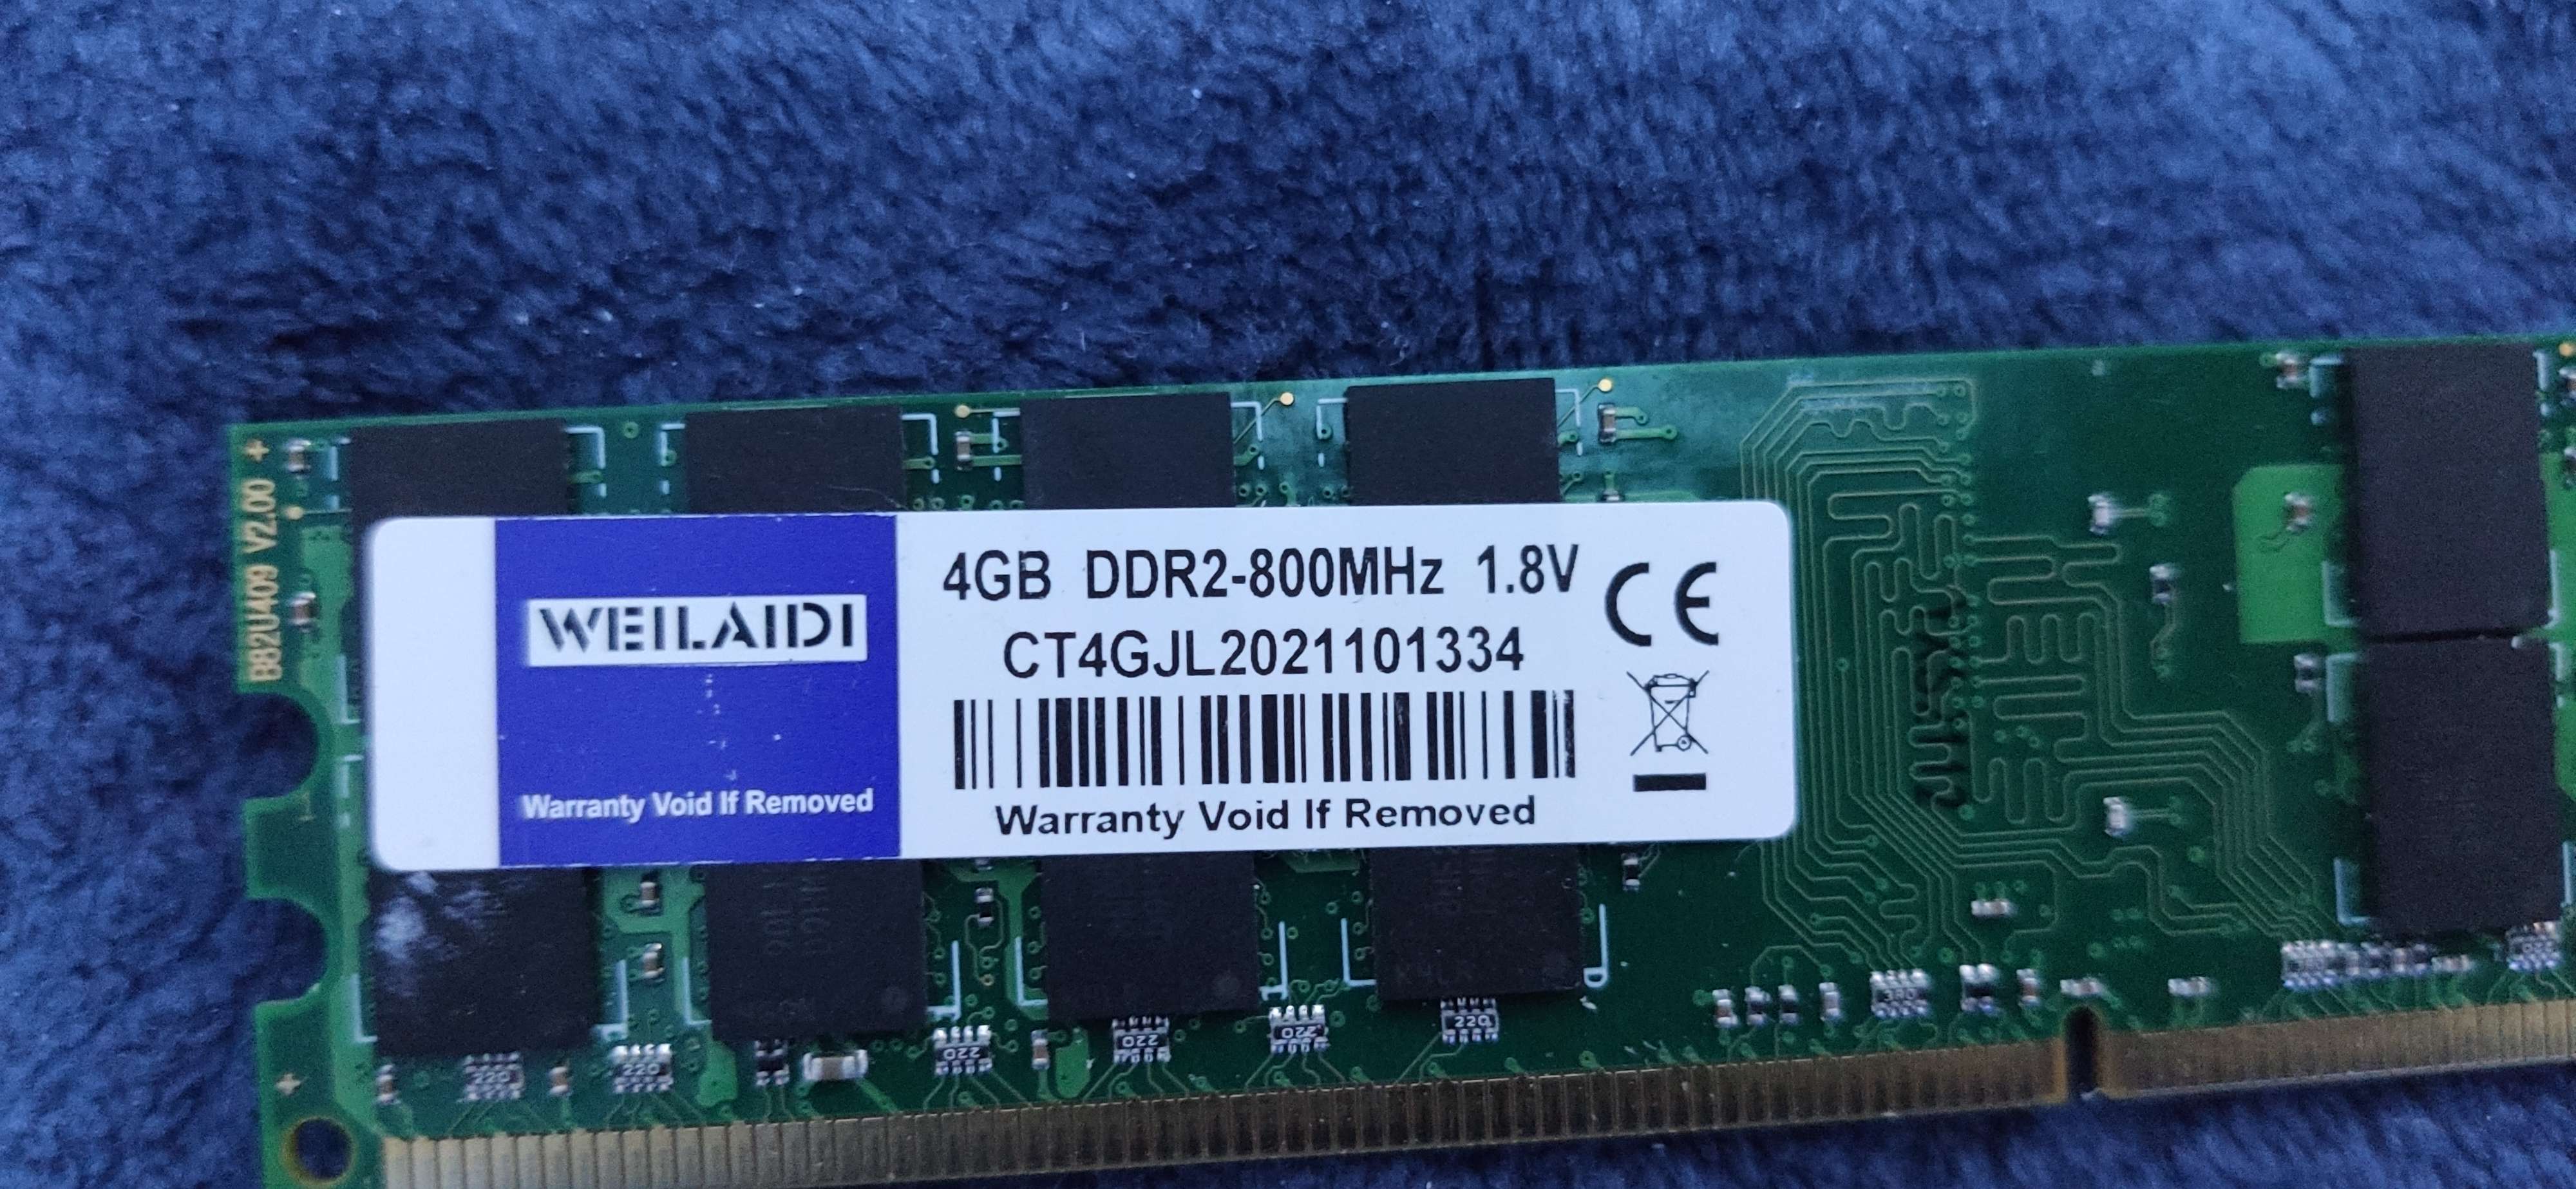 B82U409 V2.00
WEILAIDI
Warranty Void If Removed
4GB DDR2-800MHz 1.8V
CT4GJL2021101334
CE
Warranty Void If Removed
220
220
220
220
220
220